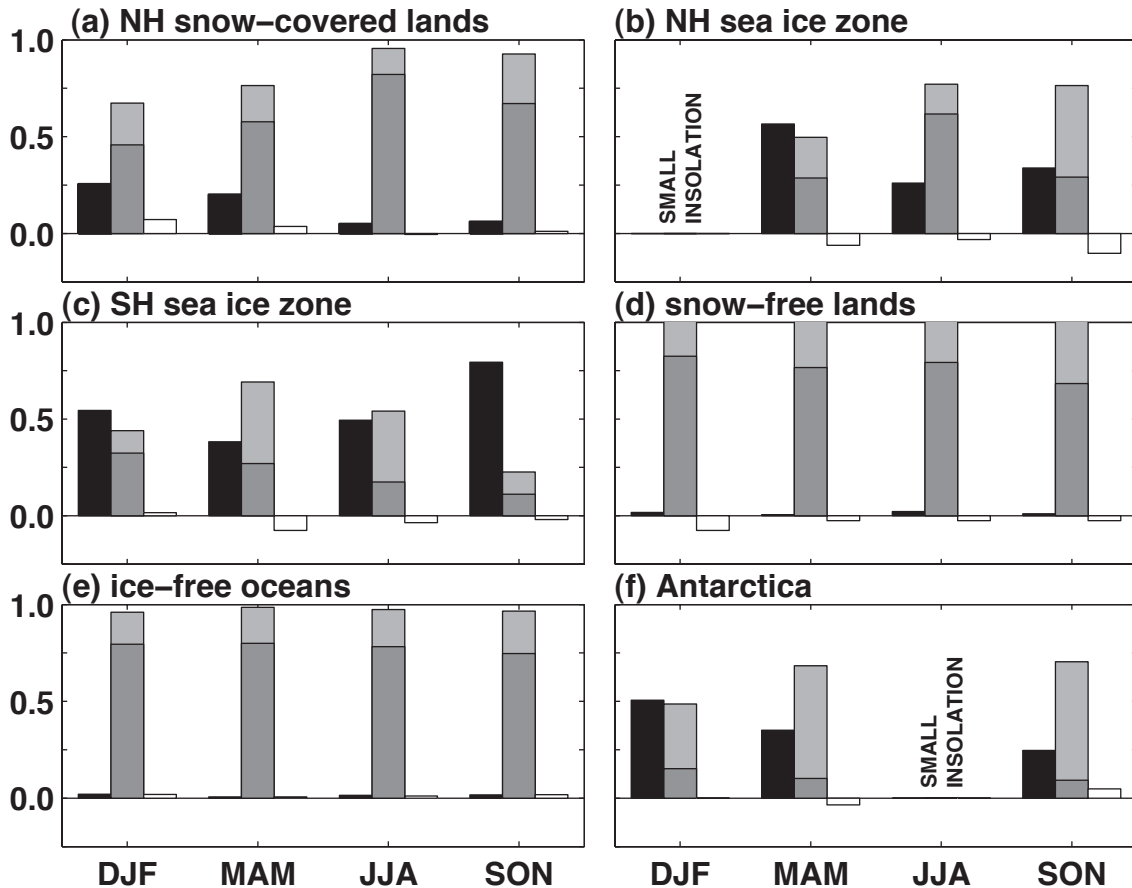 (a) NH snow−covered lands
1.0
0.5
0.0
(b) NH sea ice zone
SMALL
INSOLATION
(c) SH sea ice zone
1.0
0.5
0.0
(d) snow−free lands
(e) ice−free oceans
1.0
0.5
0.0
DJF MAM JJA SON
(f) Antarctica
SMALL
INSOLATION
DJF MAM JJA SON